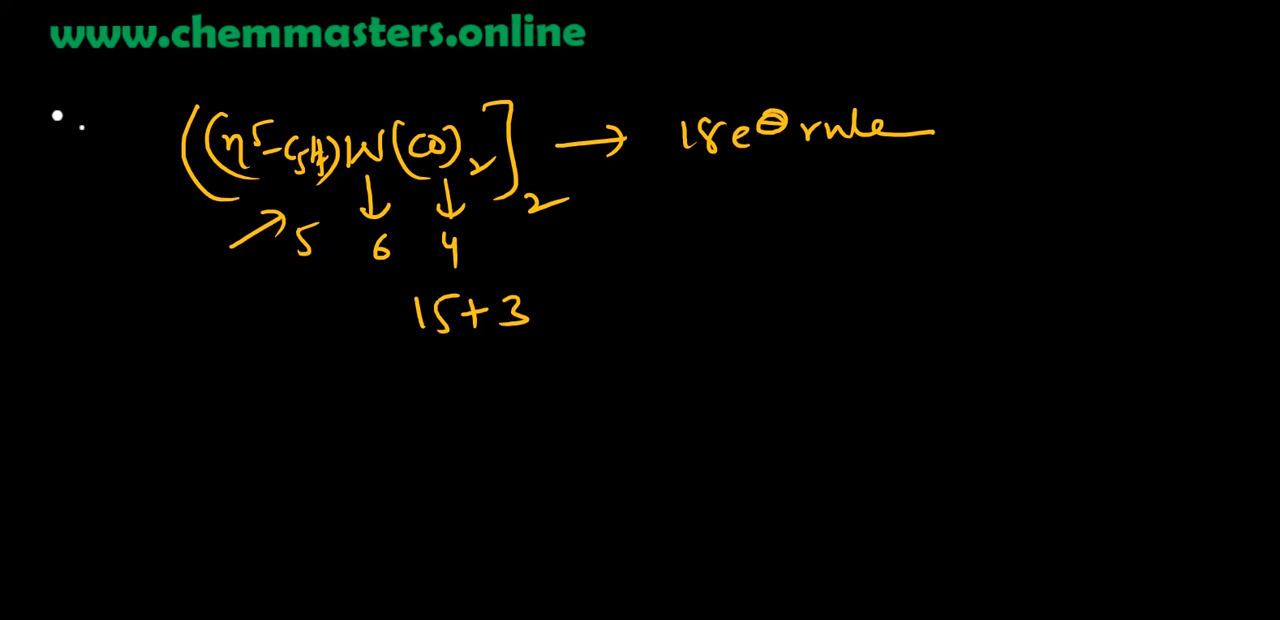 www.chemmasters.online
((η⁵-C₅H₅)W(CO)₂]₂ → 18e⊖ rule
↗ 5 ↓ 6 ↓ 4
15+3